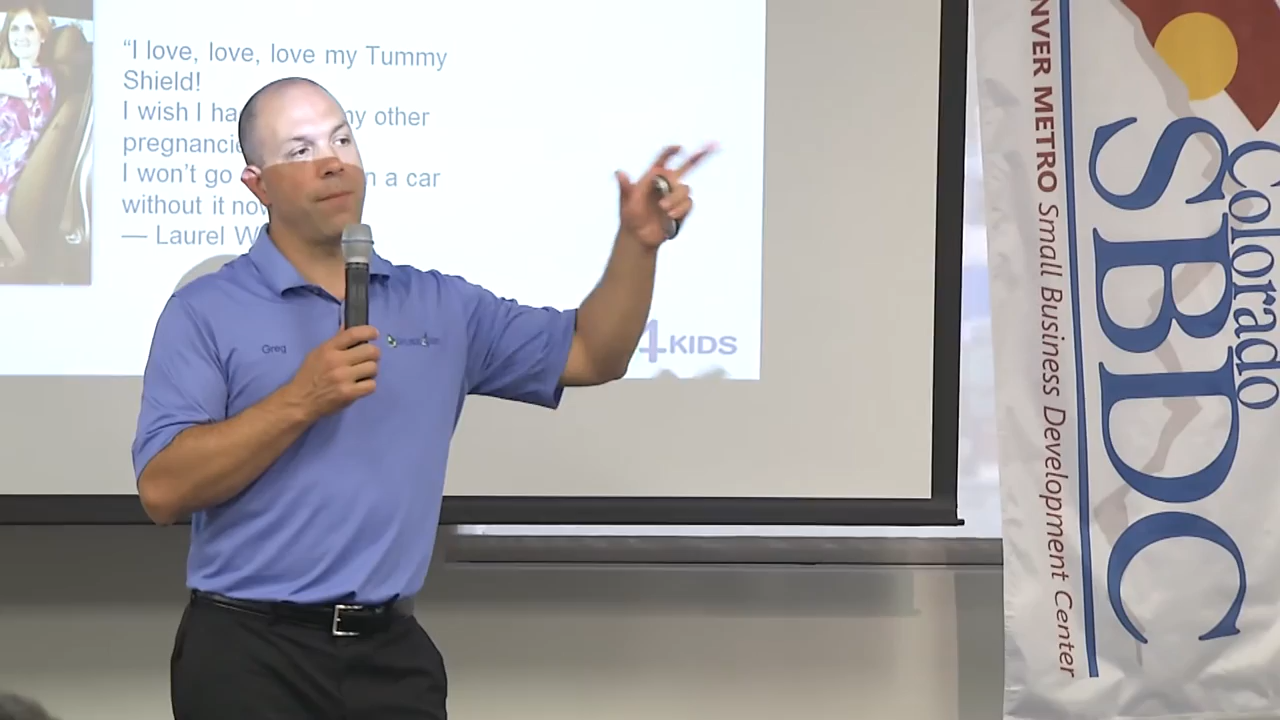 “I love, love, love my Tummy
Shield!
I wish I ha ny other
pregnanci
I won’t go n a car
without it now
— Laurel W
4KIDS
Greg
NVER METRO Small Business Development Center
Colorado
SBDC